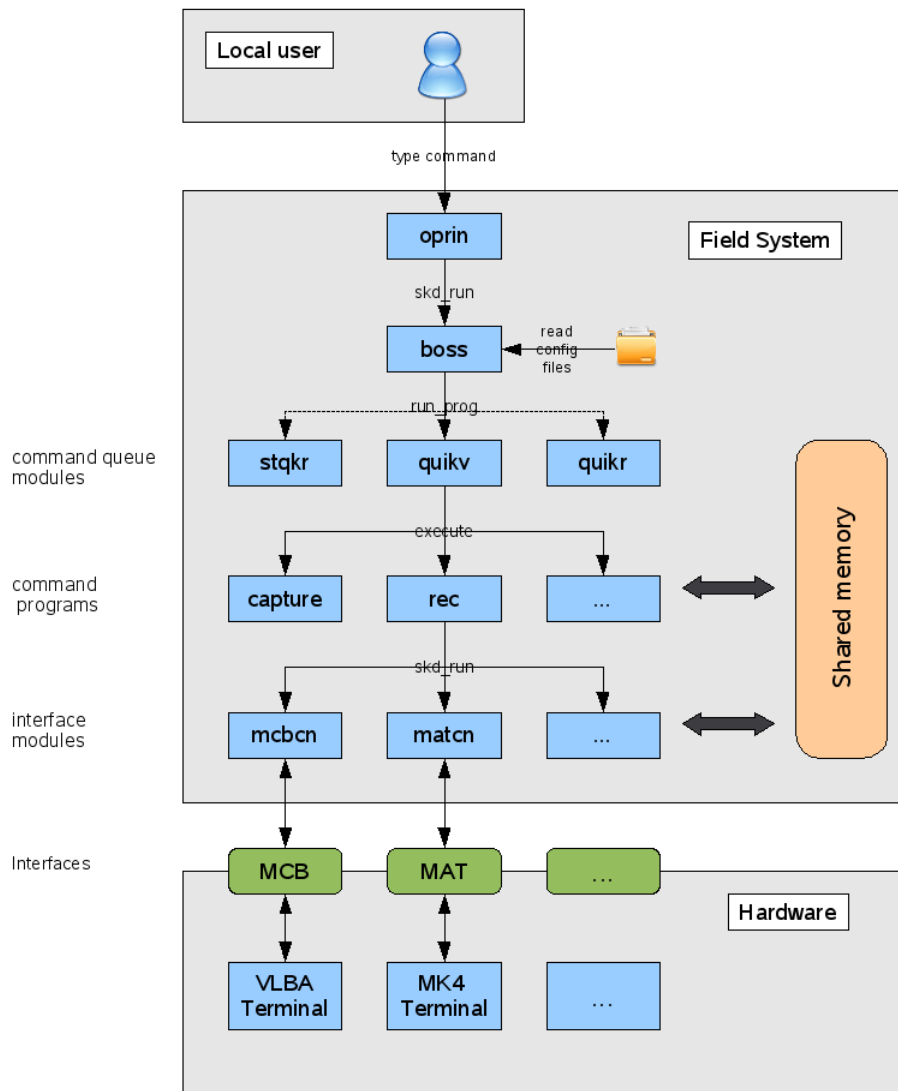 Local user
type command
oprin
Field System
skd_run
boss
read
config
files
run_prog
command queue
modules
stqkr
quikv
quikr
execute
command
programs
capture
rec
...
Shared memory
skd_run
interface
modules
mcbcn
matcn
...
Interfaces
MCB
MAT
...
Hardware
VLBA
Terminal
MK4
Terminal
...